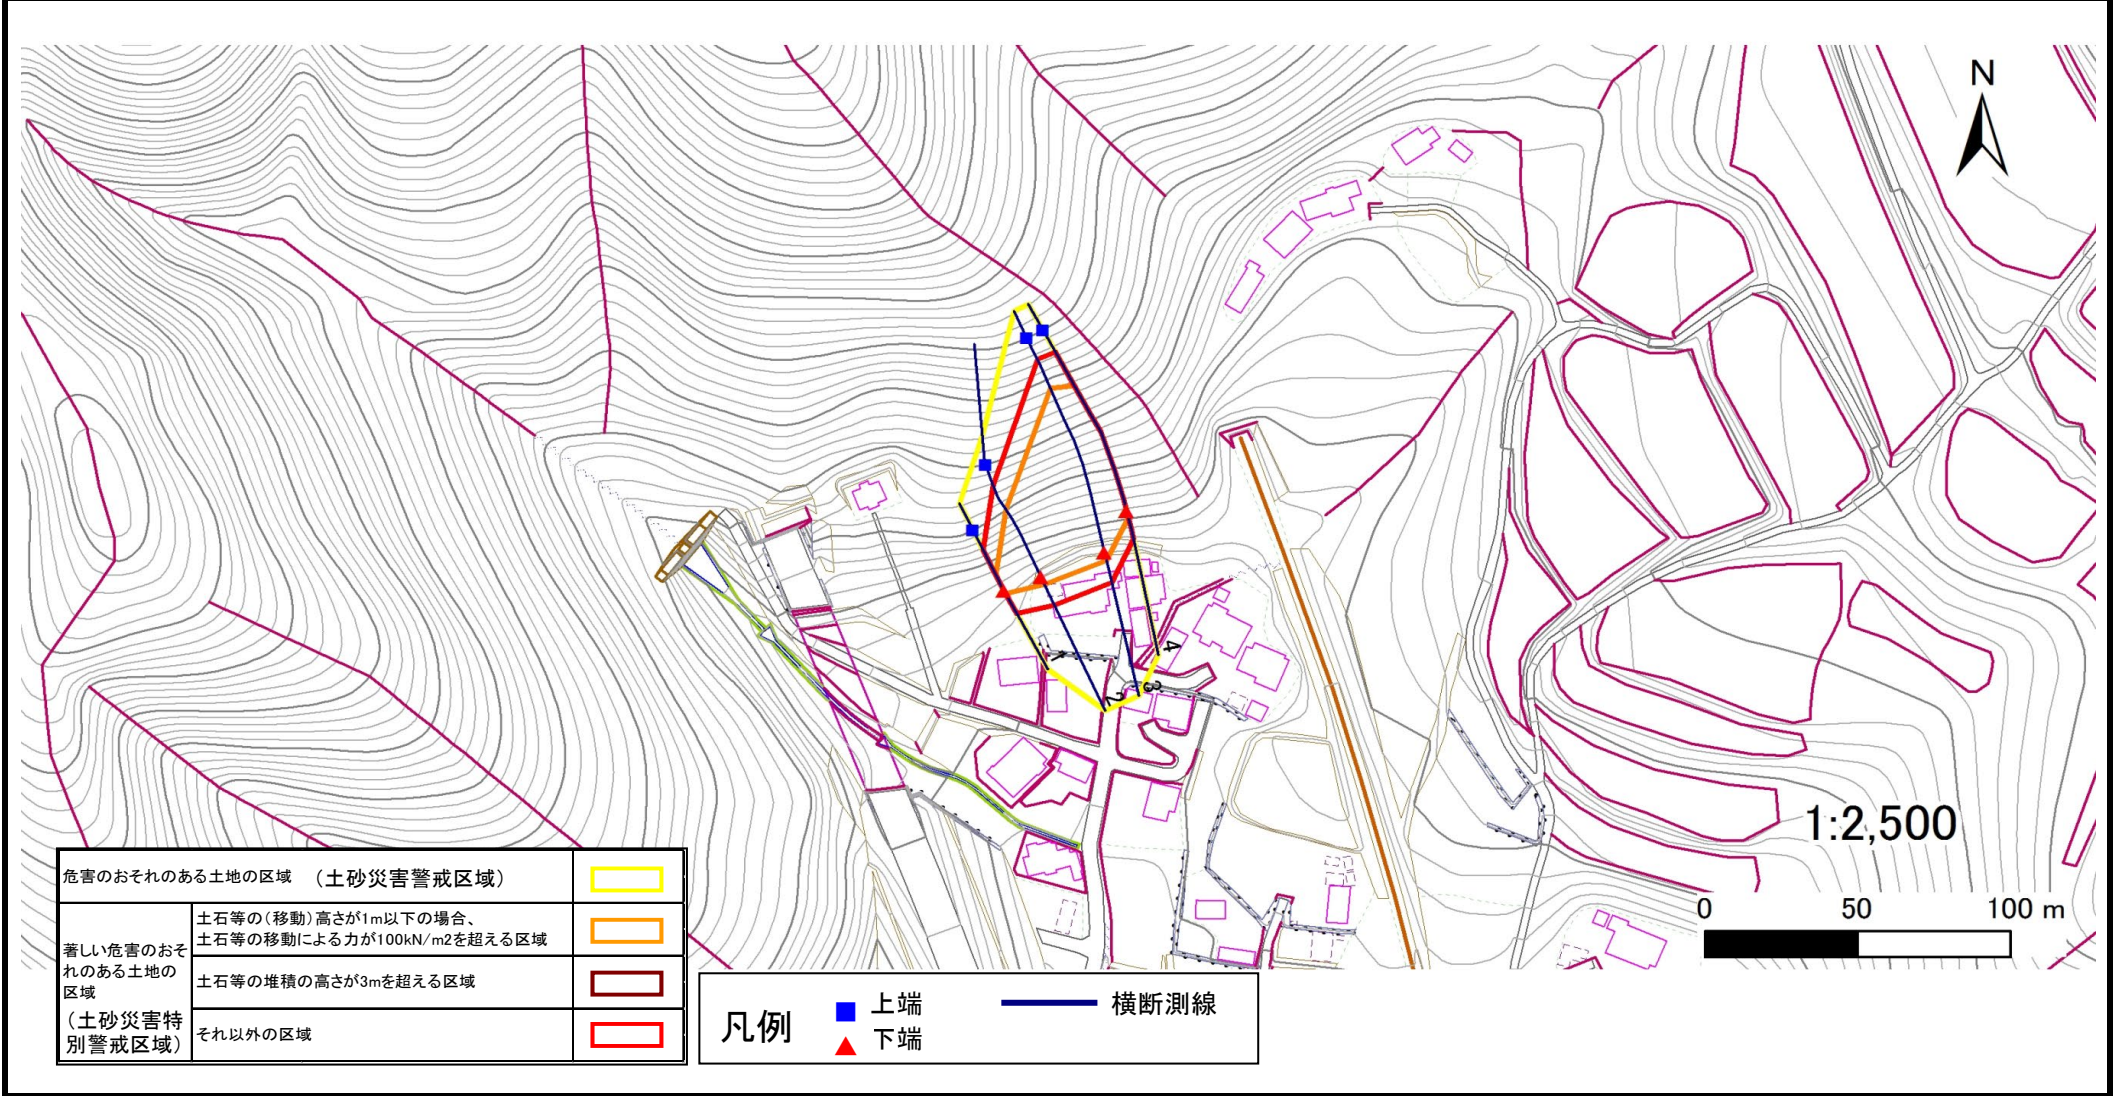 N
1
2
3
4
1:2,500
0 50 100 m
危害のおそれのある土地の区域 (土砂災害警戒区域)
著しい危害のおそ
れのある土地の
区域
(土砂災害特
別警戒区域)
土石等の(移動)高さが1m以下の場合、
土石等の移動による力が100kN/m2を超える区域
土石等の堆積の高さが3mを超える区域
それ以外の区域
凡例
上端
下端
横断測線